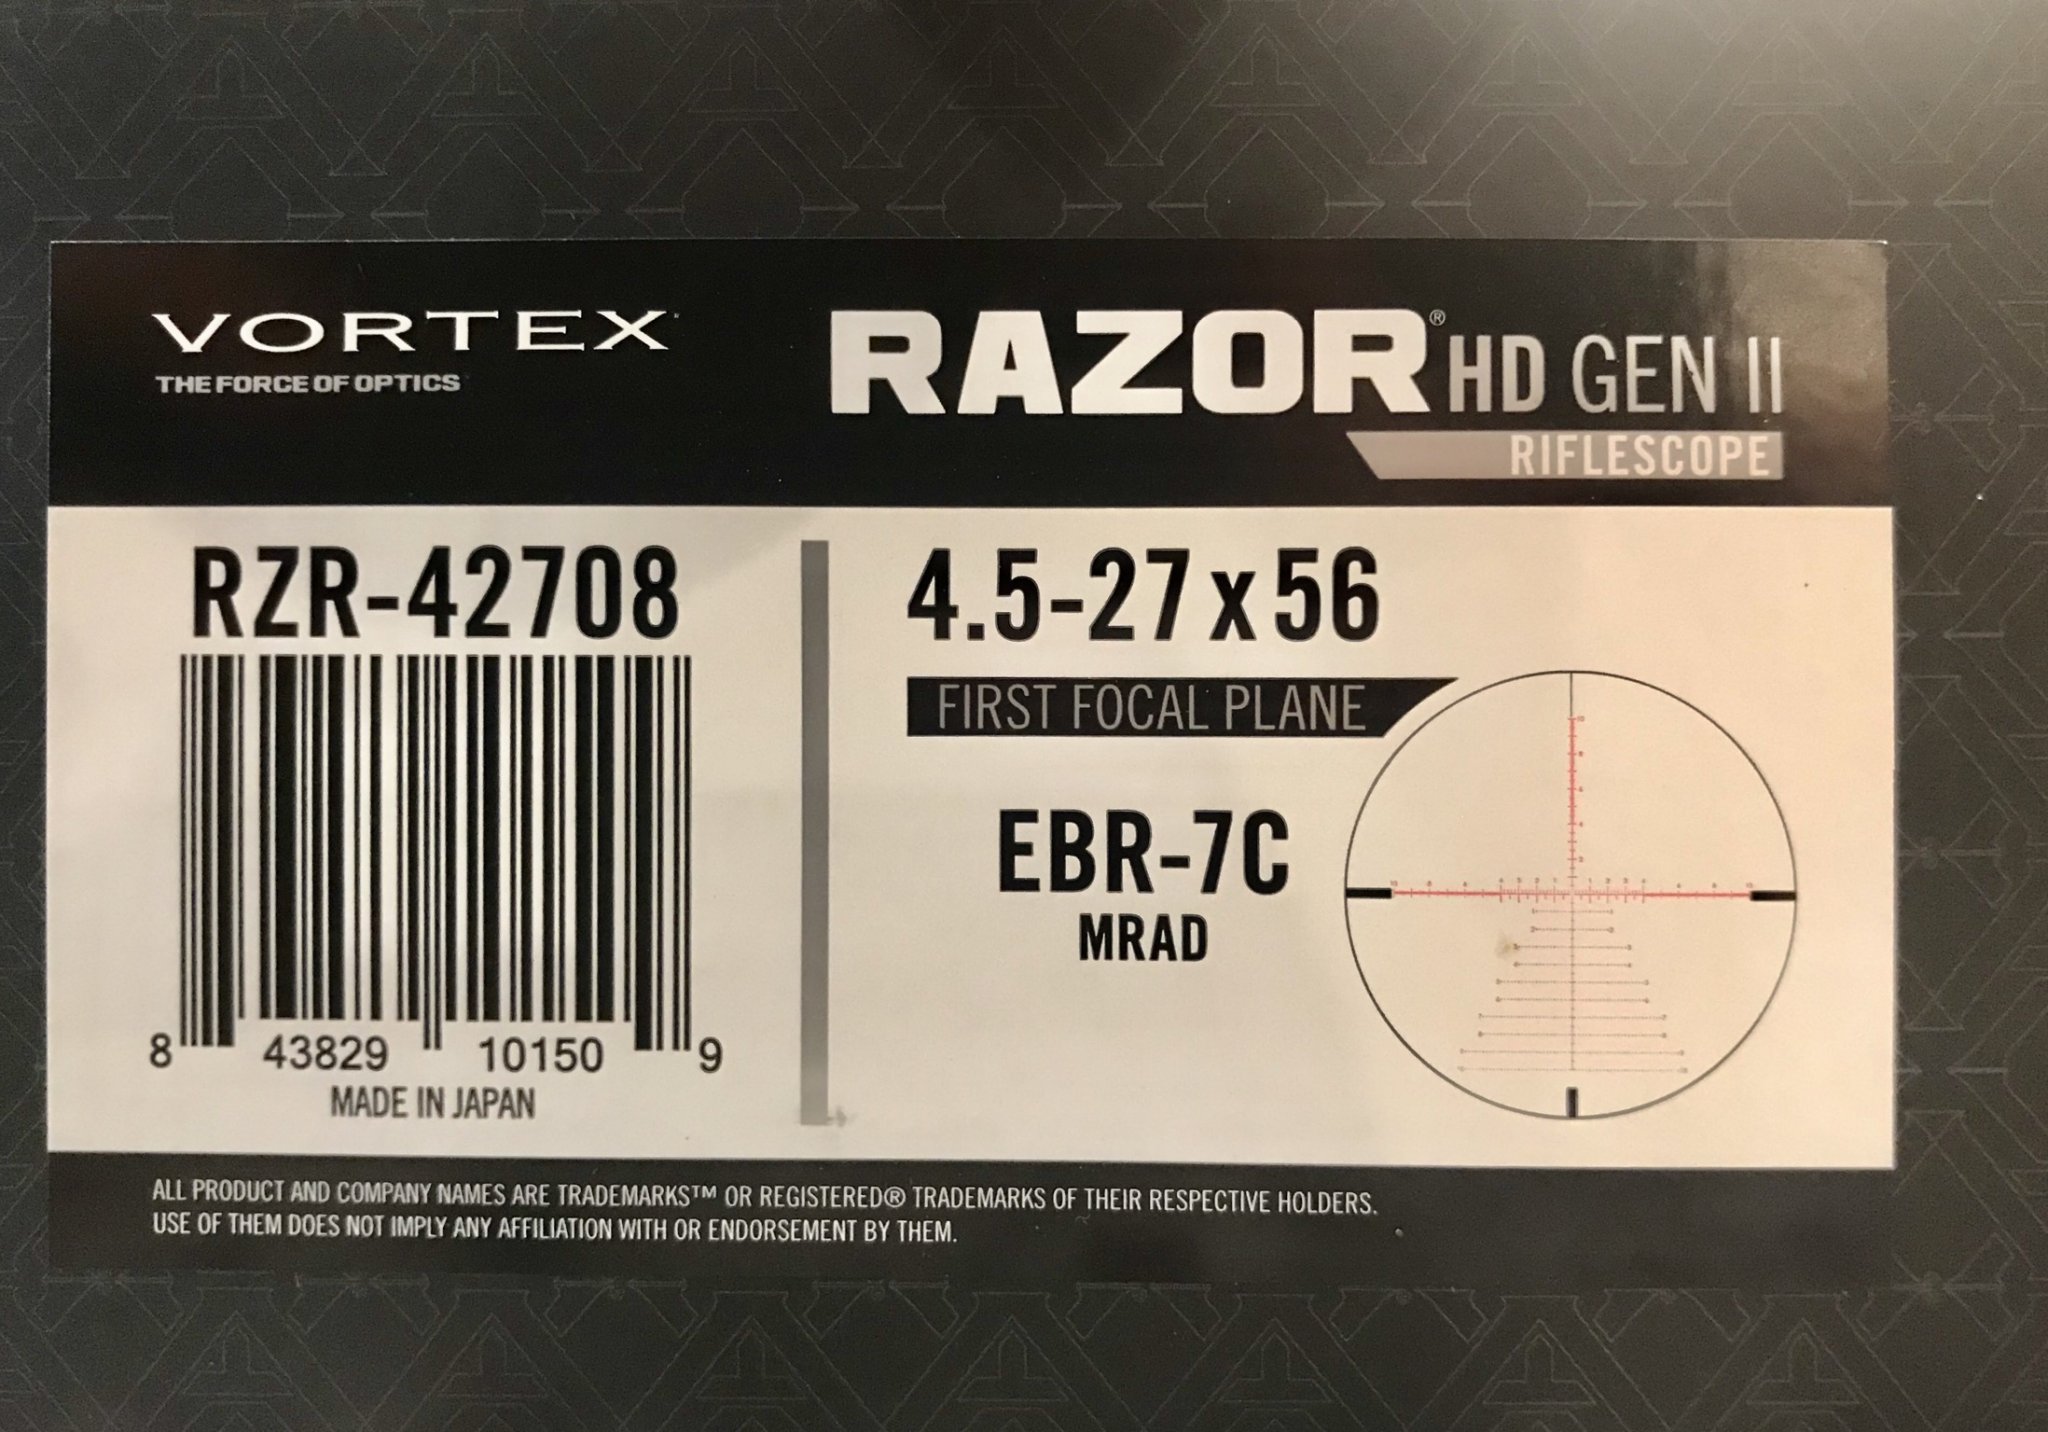 VORTEX
THE FORCE OF OPTICS
RAZOR® HD GEN II
RIFLESCOPE
RZR-42708
8 43829 10150 9
MADE IN JAPAN
4.5-27 x 56
FIRST FOCAL PLANE
EBR-7C
MRAD
ALL PRODUCT AND COMPANY NAMES ARE TRADEMARKS™ OR REGISTERED® TRADEMARKS OF THEIR RESPECTIVE HOLDERS.
USE OF THEM DOES NOT IMPLY ANY AFFILIATION WITH OR ENDORSEMENT BY THEM.